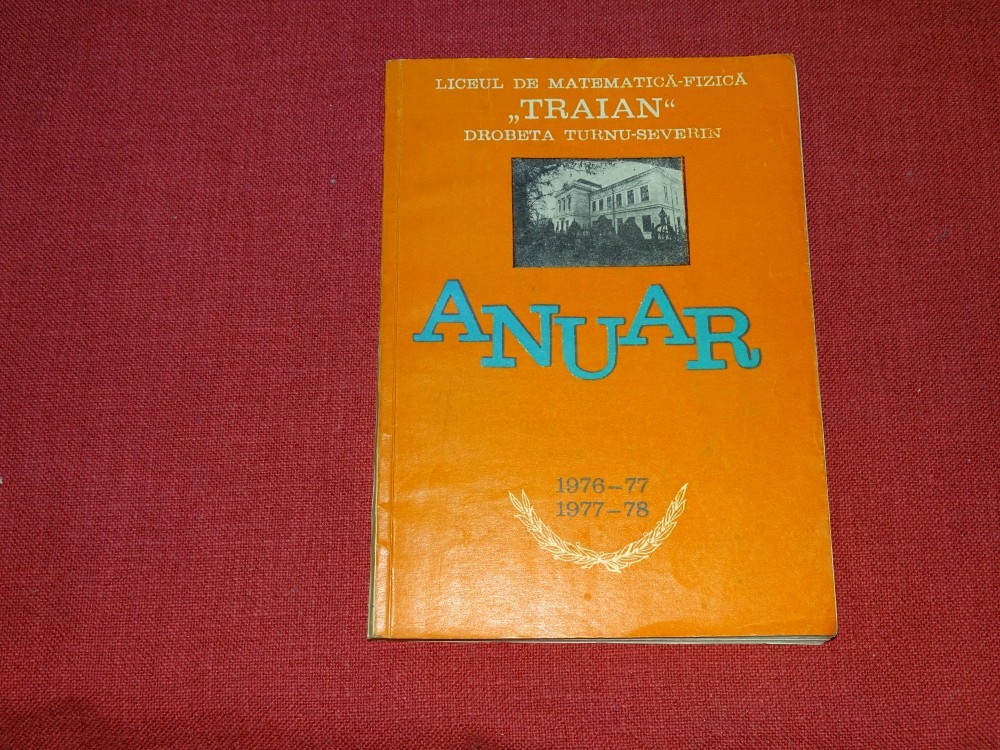 LICEUL DE MATEMATICĂ-FIZICĂ
„TRAIAN“
DROBETA TURNU-SEVERIN
ANUAR
1976–77
1977–78